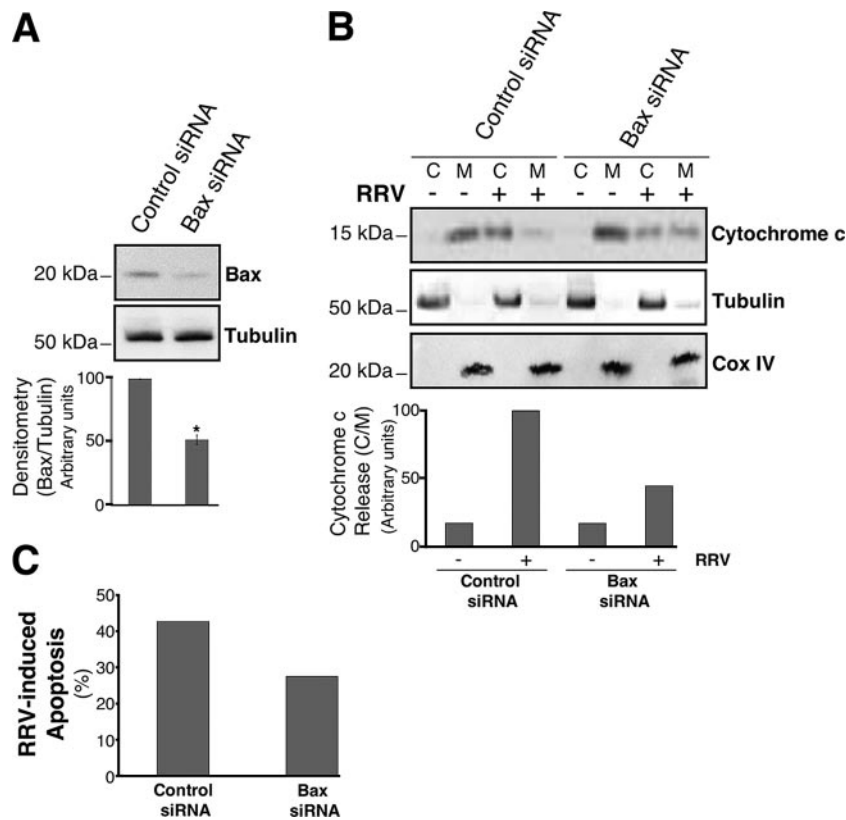 A
Control siRNA
Bax siRNA
20 kDa
Bax
50 kDa
Tubulin
Densitometry
(Bax/Tubulin)
Arbitrary units
100
50
0
*
B
Control siRNA
Bax siRNA
C M C M C M C M
RRV - - + + - - + +
15 kDa
Cytochrome c
50 kDa
Tubulin
20 kDa
Cox IV
Cytochrome c
Release (C/M)
(Arbitrary units)
100
50
0
- + - + RRV
Control
siRNA
Bax
siRNA
C
RRV-induced
Apoptosis
(%)
50
40
30
20
10
0
Control
siRNA
Bax
siRNA